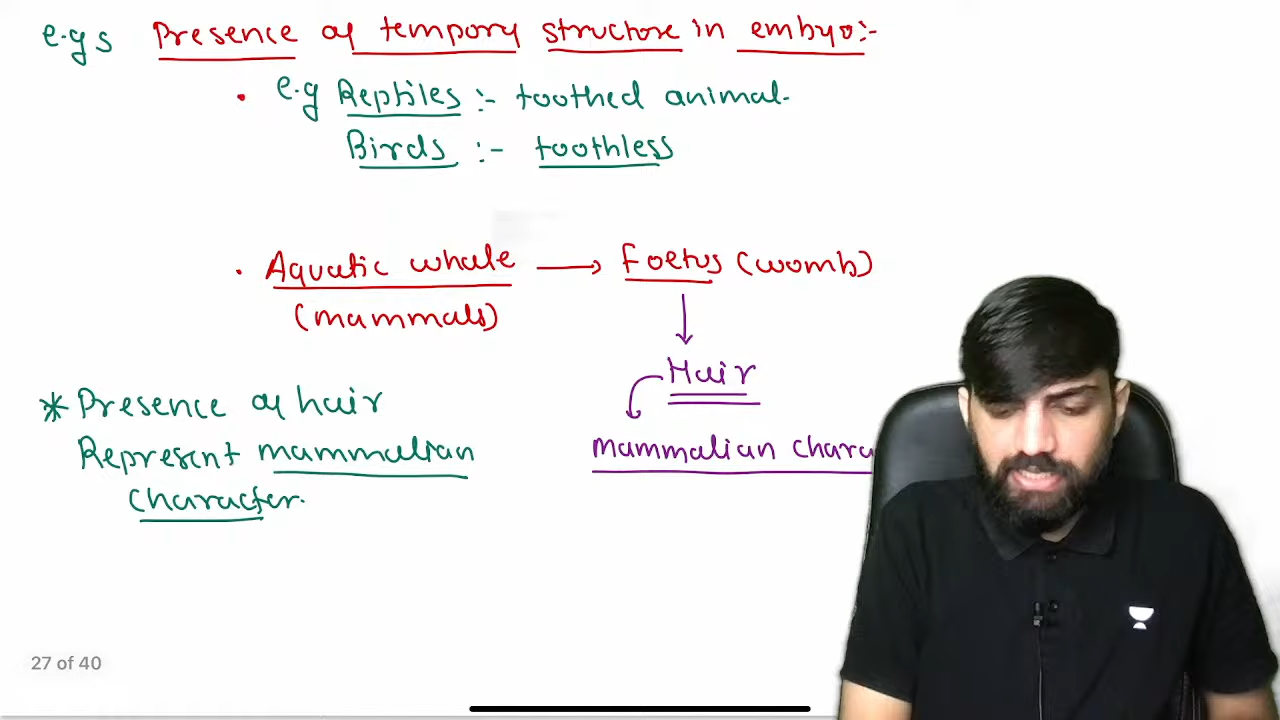 e.g s Presence of tempory structure in embyo:-
• e.g Reptiles :- toothed animal.
Birds :- toothless
• Aquatic whale → Foetus (womb)
(mammals)
Hair
* Presence of hair
Represent mammalian
character.
mammalian chara
27 of 40